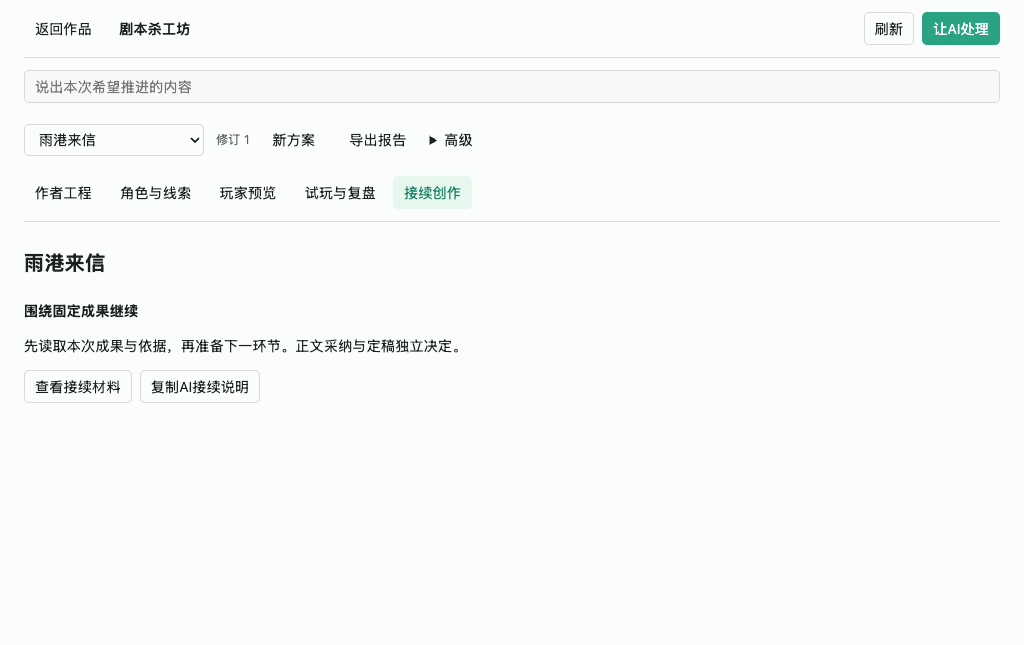 返回作品 剧本杀工坊 刷新 让AI处理
说出本次希望推进的内容
雨港来信 修订 1 新方案 导出报告 ▶ 高级
作者工程 角色与线索 玩家预览 试玩与复盘 接续创作
雨港来信
围绕固定成果继续
先读取本次成果与依据，再准备下一环节。正文采纳与定稿独立决定。
查看接续材料 复制AI接续说明